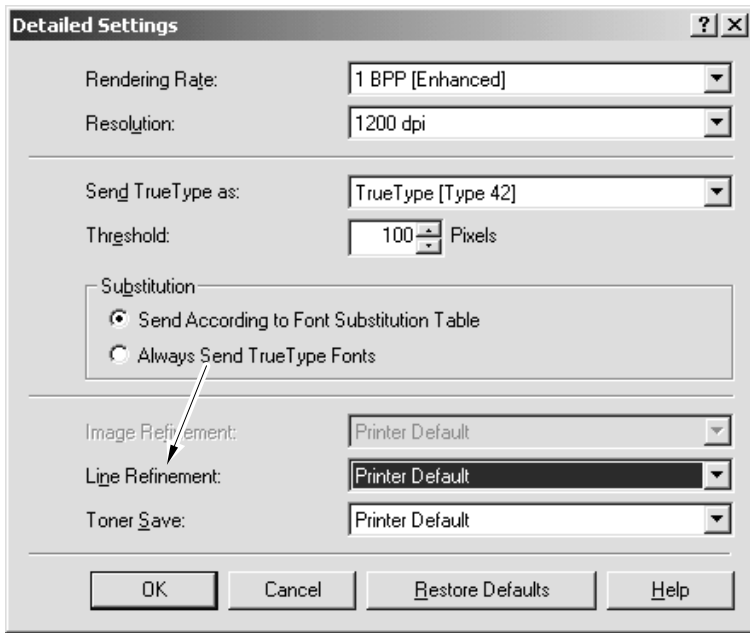 Detailed Settings
Rendering Rate: 1 BPP [Enhanced]
Resolution: 1200 dpi
Send TrueType as: TrueType [Type 42]
Threshold: 100 Pixels
Substitution
Send According to Font Substitution Table
Always Send TrueType Fonts
Image Refinement: Printer Default
Line Refinement: Printer Default
Toner Save: Printer Default
OK Cancel Restore Defaults Help